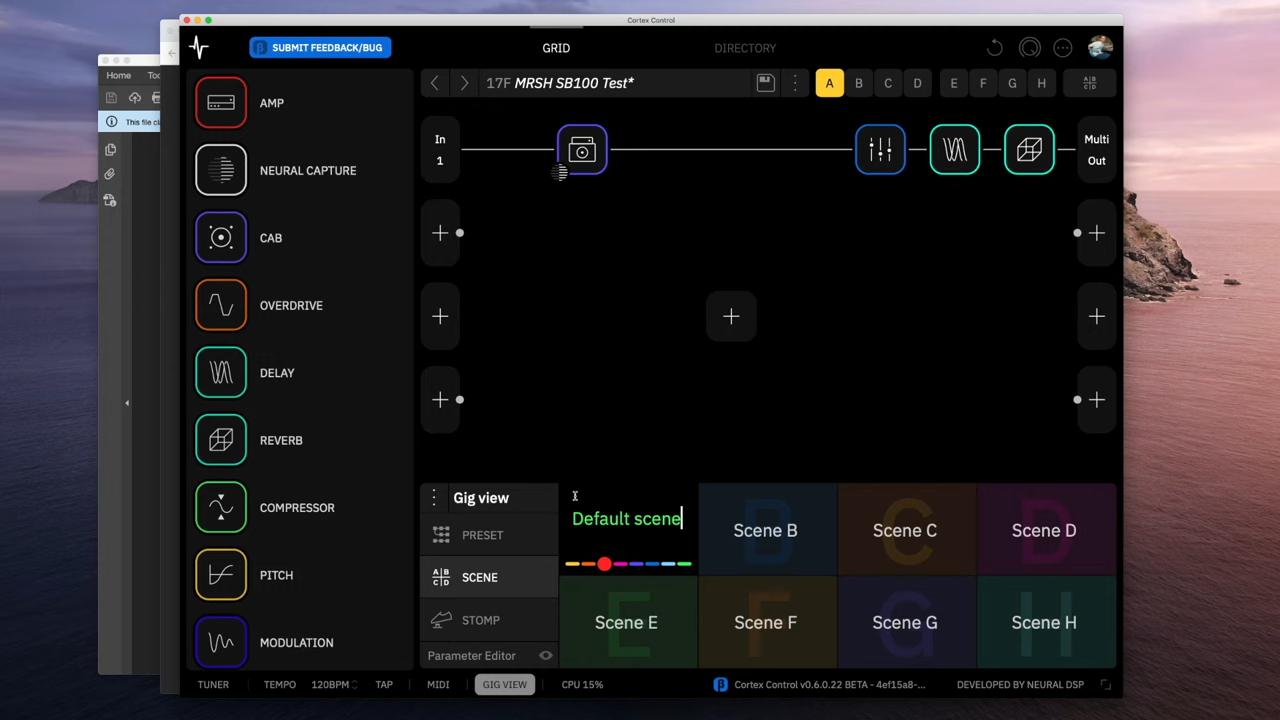 Cortex Control
SUBMIT FEEDBACK/BUG
GRID
DIRECTORY
Home
Too
This file cl
17F MRSH SB100 Test*
A B C D E F G H
A B C D
AMP
NEURAL CAPTURE
CAB
OVERDRIVE
DELAY
REVERB
COMPRESSOR
PITCH
MODULATION
In
1
Multi
Out
Gig view
PRESET
A B C D
SCENE
STOMP
Parameter Editor
Default scene
Scene B
Scene C
Scene D
Scene E
Scene F
Scene G
Scene H
TUNER
TEMPO
120BPM
TAP
MIDI
GIG VIEW
CPU 15%
Cortex Control v0.6.0.22 BETA - 4ef15a8-...
DEVELOPED BY NEURAL DSP